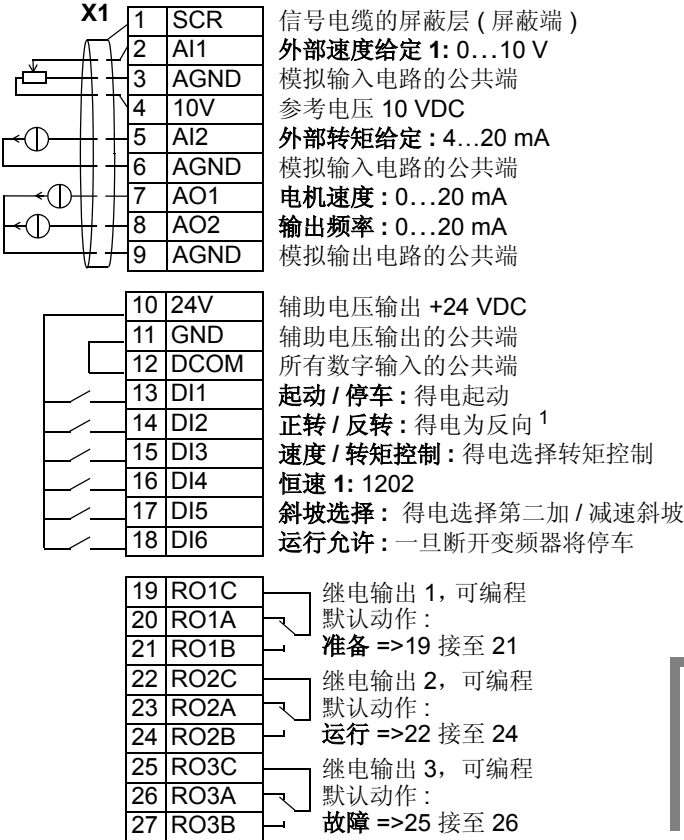 X1
1 SCR 信号电缆的屏蔽层 ( 屏蔽端 )
2 AI1 外部速度给定 1: 0…10 V
3 AGND 模拟输入电路的公共端
4 10V 参考电压 10 VDC
5 AI2 外部转矩给定 : 4…20 mA
6 AGND 模拟输入电路的公共端
7 AO1 电机速度 : 0…20 mA
8 AO2 输出频率 : 0…20 mA
9 AGND 模拟输出电路的公共端
10 24V 辅助电压输出 +24 VDC
11 GND 辅助电压输出的公共端
12 DCOM 所有数字输入的公共端
13 DI1 起动 / 停车 : 得电起动
14 DI2 正转 / 反转 : 得电为反向 1
15 DI3 速度 / 转矩控制 : 得电选择转矩控制
16 DI4 恒速 1: 1202
17 DI5 斜坡选择 : 得电选择第二加 / 减速斜坡
18 DI6 运行允许 : 一旦断开变频器将停车
19 RO1C 继电输出 1, 可编程
20 RO1A 默认动作 :
21 RO1B 准备 =>19 接至 21
22 RO2C 继电输出 2, 可编程
23 RO2A 默认动作 :
24 RO2B 运行 =>22 接至 24
25 RO3C 继电输出 3, 可编程
26 RO3A 默认动作 :
27 RO3B 故障 =>25 接至 26